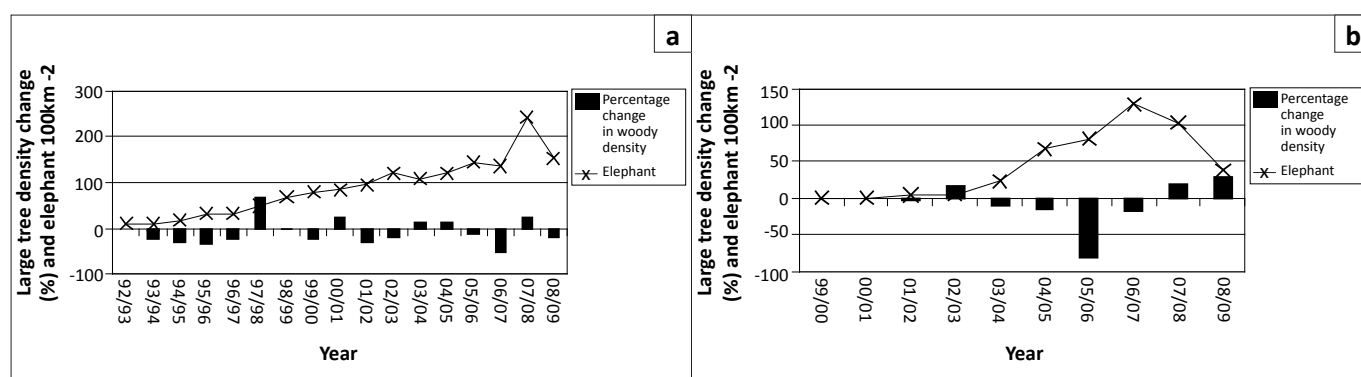 a
Large tree density change
(%) and elephant 100km -2
300
200
100
0
-100
92/93
93/94
94/95
95/96
96/97
97/98
98/99
99/00
00/01
01/02
02/03
03/04
04/05
05/06
06/07
07/08
08/09
Year
Percentage
change
in woody
density
Elephant
b
Large tree density change
(%) and elephant 100km -2
150
100
50
0
-50
-100
99/00
00/01
01/02
02/03
03/04
04/05
05/06
06/07
07/08
08/09
Year
Percentage
change
in woody
density
Elephant